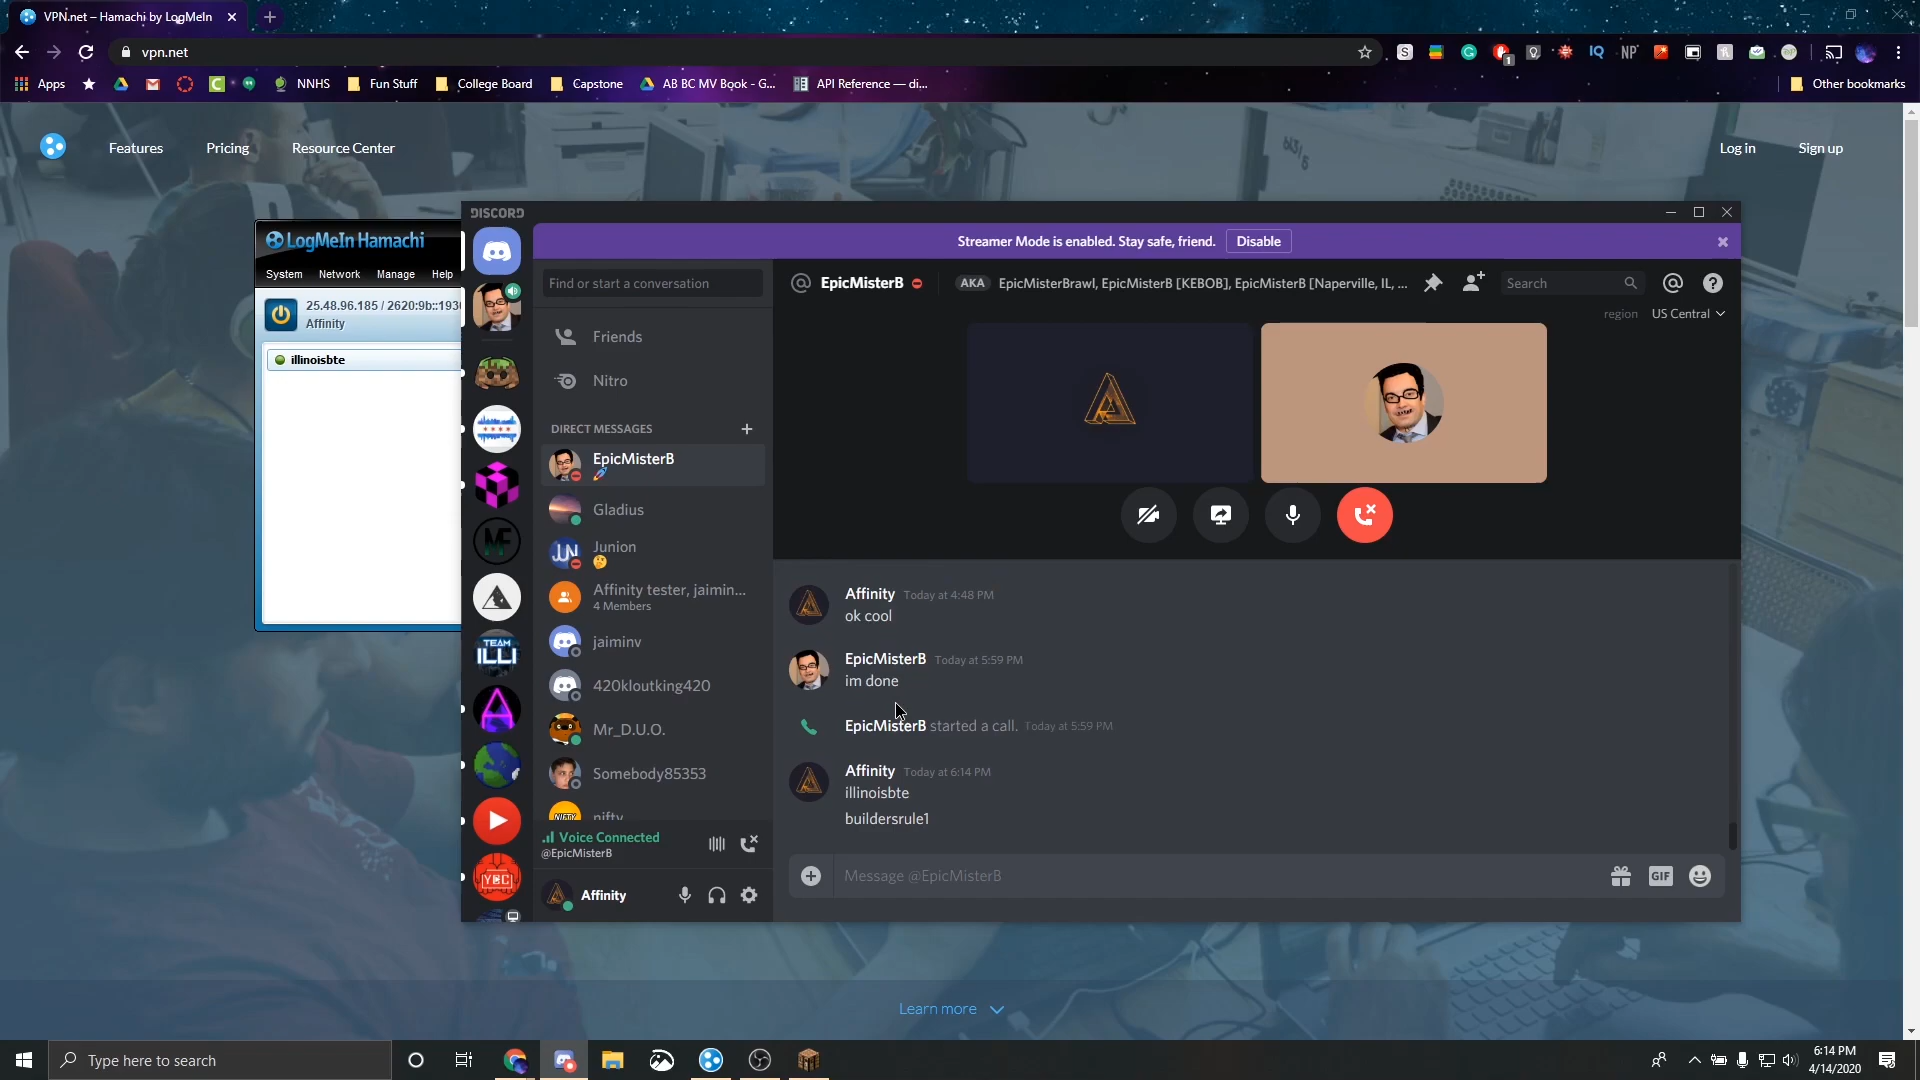 VPN.net – Hamachi by LogMeIn
vpn.net
Apps
NNHS
Fun Stuff
College Board
Capstone
AB BC MV Book - G...
API Reference — di...
Other bookmarks
Features
Pricing
Resource Center
Log in
Sign up
LogMeIn Hamachi
System
Network
Manage
Help
25.48.96.185 / 2620:9b::193
Affinity
illinoisbte
DISCORD
Streamer Mode is enabled. Stay safe, friend.
Disable
Find or start a conversation
EpicMisterB
AKA
EpicMisterBrawl, EpicMisterB [KEBOB], EpicMisterB [Naperville, IL, ...
Search
region
US Central
Friends
Nitro
DIRECT MESSAGES
EpicMisterB
Gladius
Junion
Affinity tester, jaimin...
4 Members
jaiminv
420kloutking420
Mr_D.U.O.
Somebody85353
nifty
TEAM
ILLI
MF
JUN
Voice Connected
@EpicMisterB
Affinity
Affinity Today at 4:48 PM
ok cool
EpicMisterB Today at 5:59 PM
im done
EpicMisterB started a call. Today at 5:59 PM
Affinity Today at 6:14 PM
illinoisbte
buildersrule1
Message @EpicMisterB
GIF
Learn more
Type here to search
6:14 PM
4/14/2020